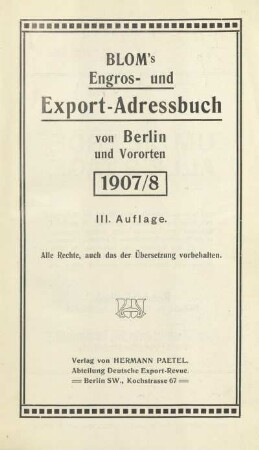 BLOM's
Engros- und
Export-Adressbuch
von Berlin
und Vororten
1907/8
III. Auflage.
Alle Rechte, auch das der Übersetzung vorbehalten.
Verlag von HERMANN PAETEL.
Abteilung Deutsche Export-Revue.
Berlin SW., Kochstrasse 67